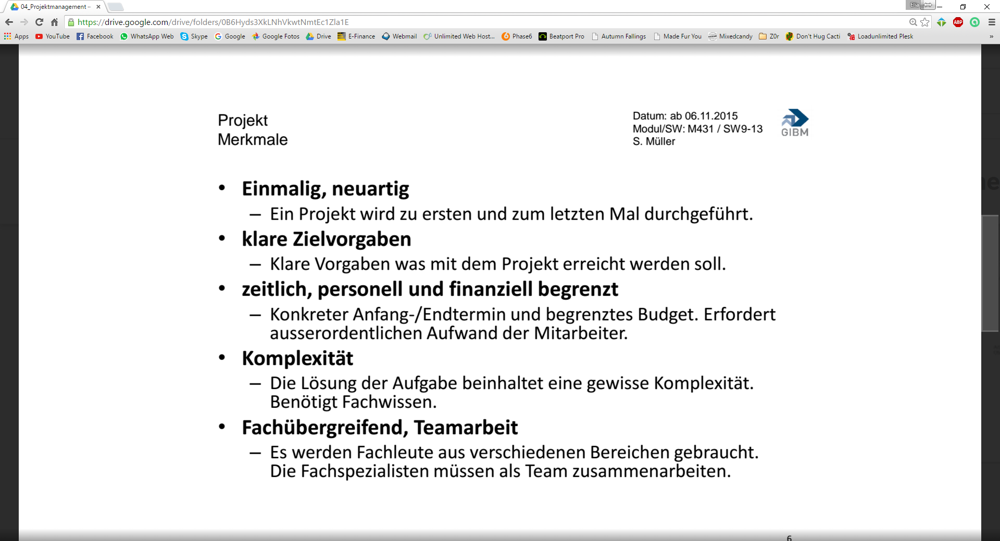 04_Projektmanagement –
Elia
https://drive.google.com/drive/folders/0B6Hyds3XkLNhVkwtNmtEc1Zla1E
ABP
Apps YouTube Facebook WhatsApp Web Skype Google Google Fotos Drive E-Finance Webmail Unlimited Web Host... Phase6 Beatport Pro Autumn Fallings Made Fur You Mixedcandy Z0r Don't Hug Cacti Loadunlimited Plesk »
Projekt
Merkmale
Datum: ab 06.11.2015
Modul/SW: M431 / SW9-13
S. Müller
GIBM
• Einmalig, neuartig
– Ein Projekt wird zu ersten und zum letzten Mal durchgeführt.
• klare Zielvorgaben
– Klare Vorgaben was mit dem Projekt erreicht werden soll.
• zeitlich, personell und finanziell begrenzt
– Konkreter Anfang-/Endtermin und begrenztes Budget. Erfordert
ausserordentlichen Aufwand der Mitarbeiter.
• Komplexität
– Die Lösung der Aufgabe beinhaltet eine gewisse Komplexität.
Benötigt Fachwissen.
• Fachübergreifend, Teamarbeit
– Es werden Fachleute aus verschiedenen Bereichen gebraucht.
Die Fachspezialisten müssen als Team zusammenarbeiten.
6